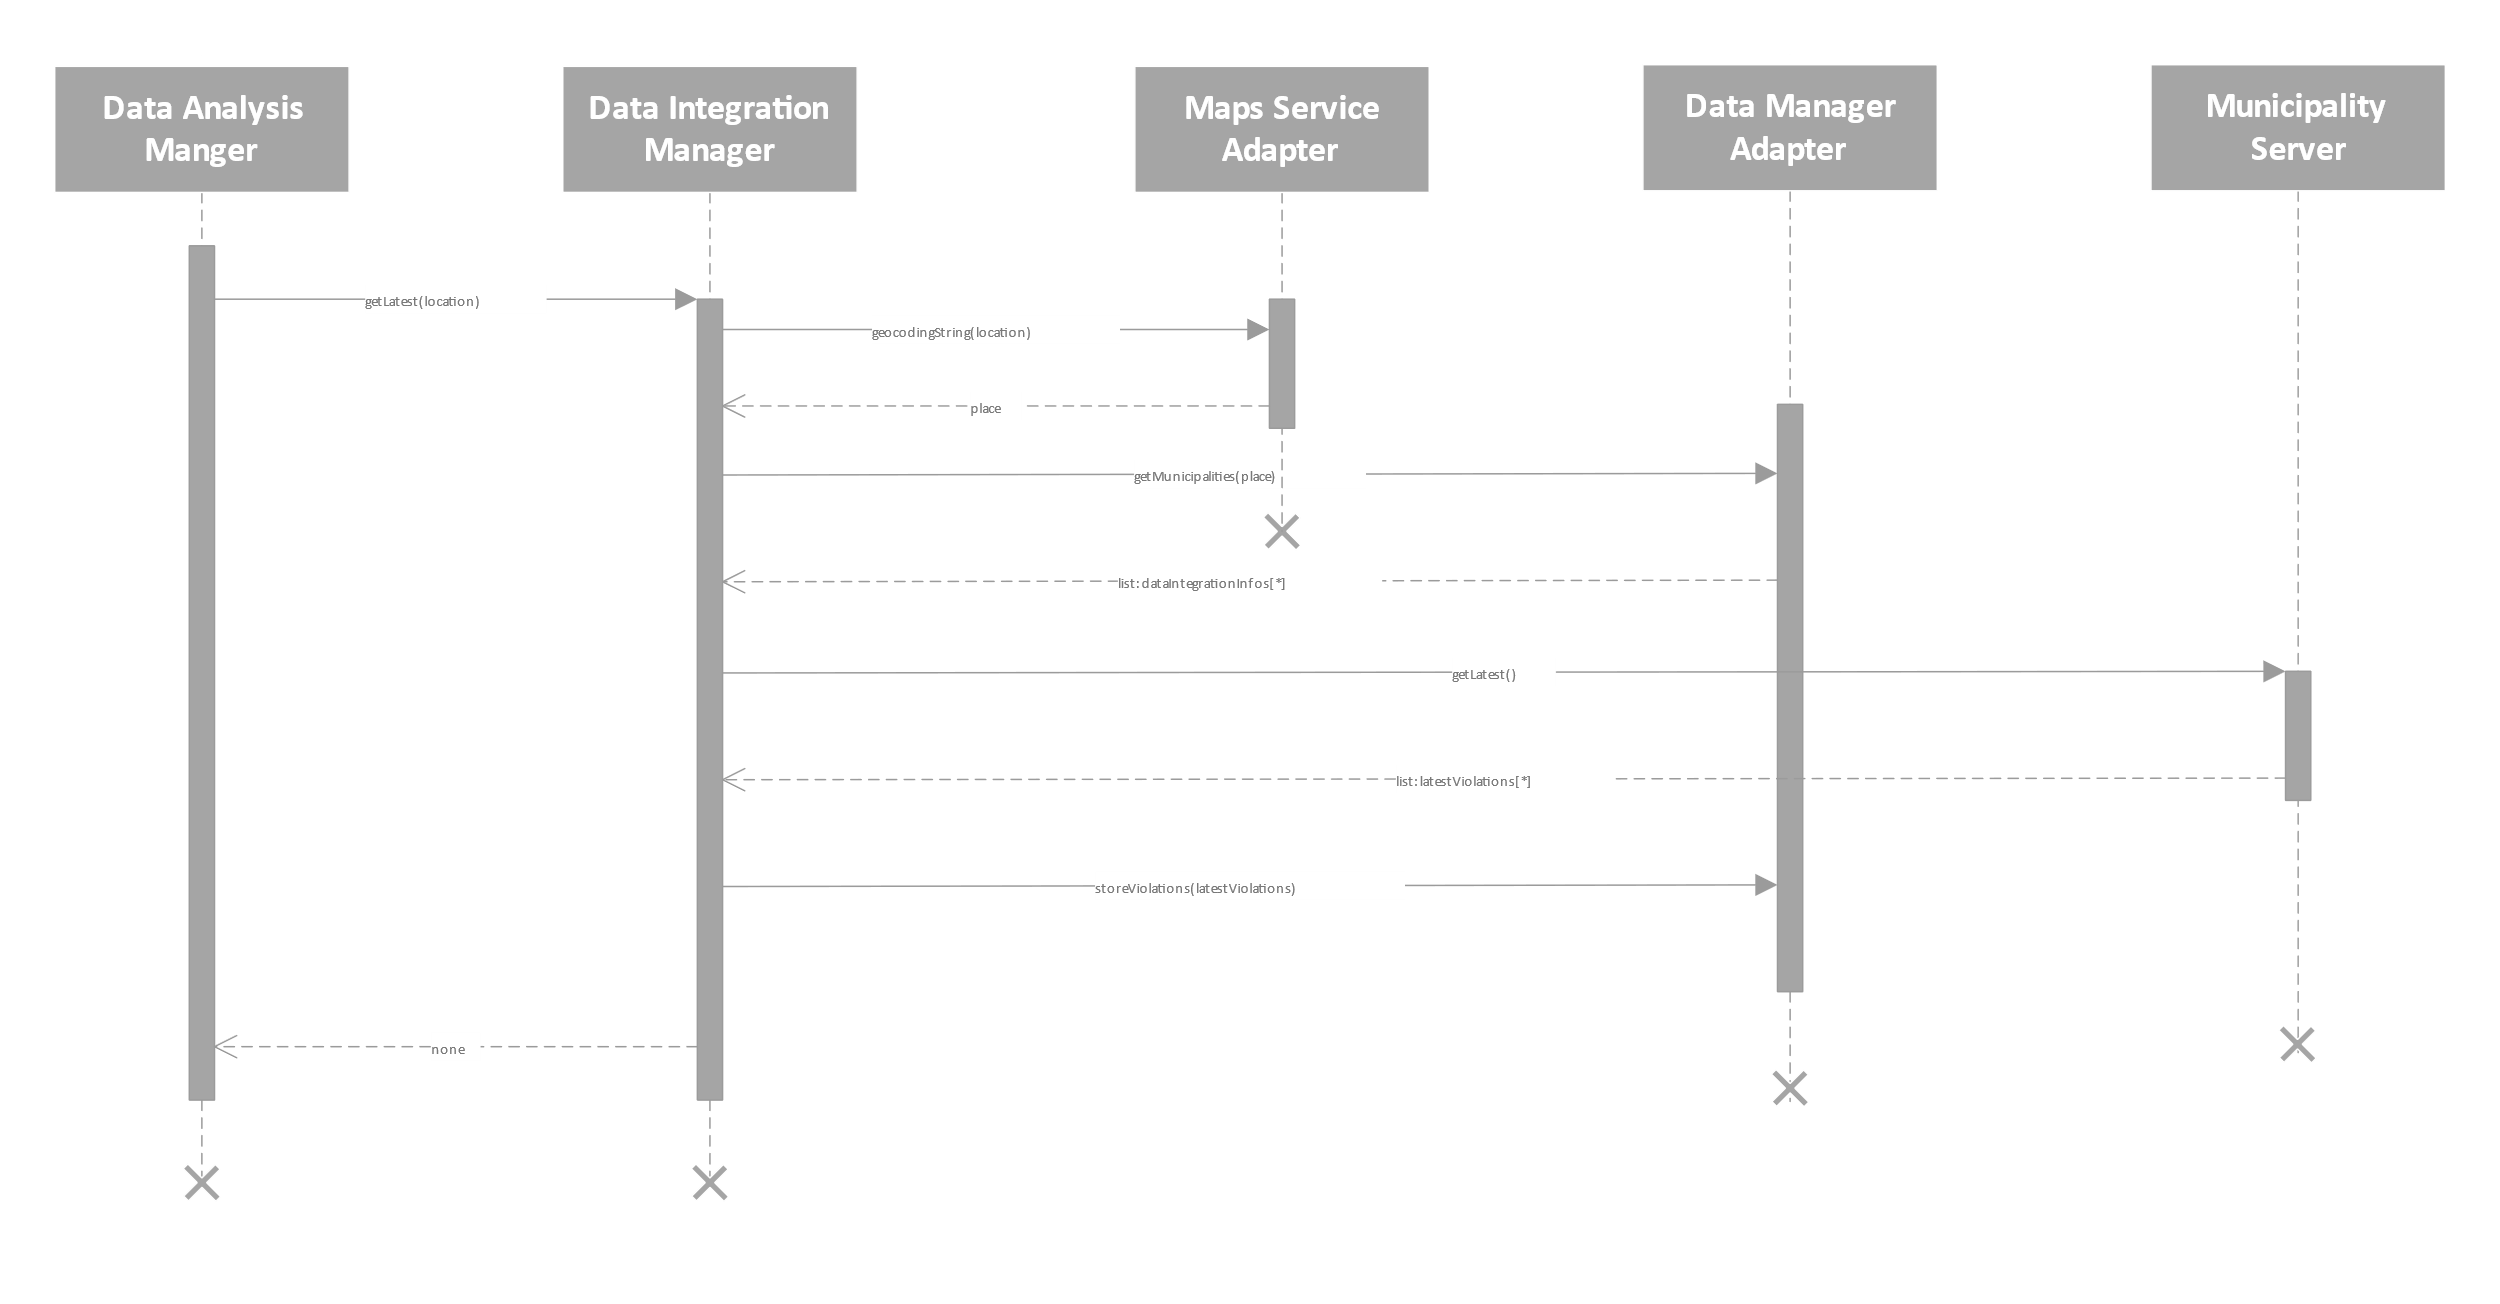 Data Analysis
Manger
Data Integration
Manager
Maps Service
Adapter
Data Manager
Adapter
Municipality
Server
getLatest(location)
geocodingString(location)
place
getMunicipalities(place)
list:dataIntegrationInfos[*]
getLatest()
list:latestViolations[*]
storeViolations(latestViolations)
none